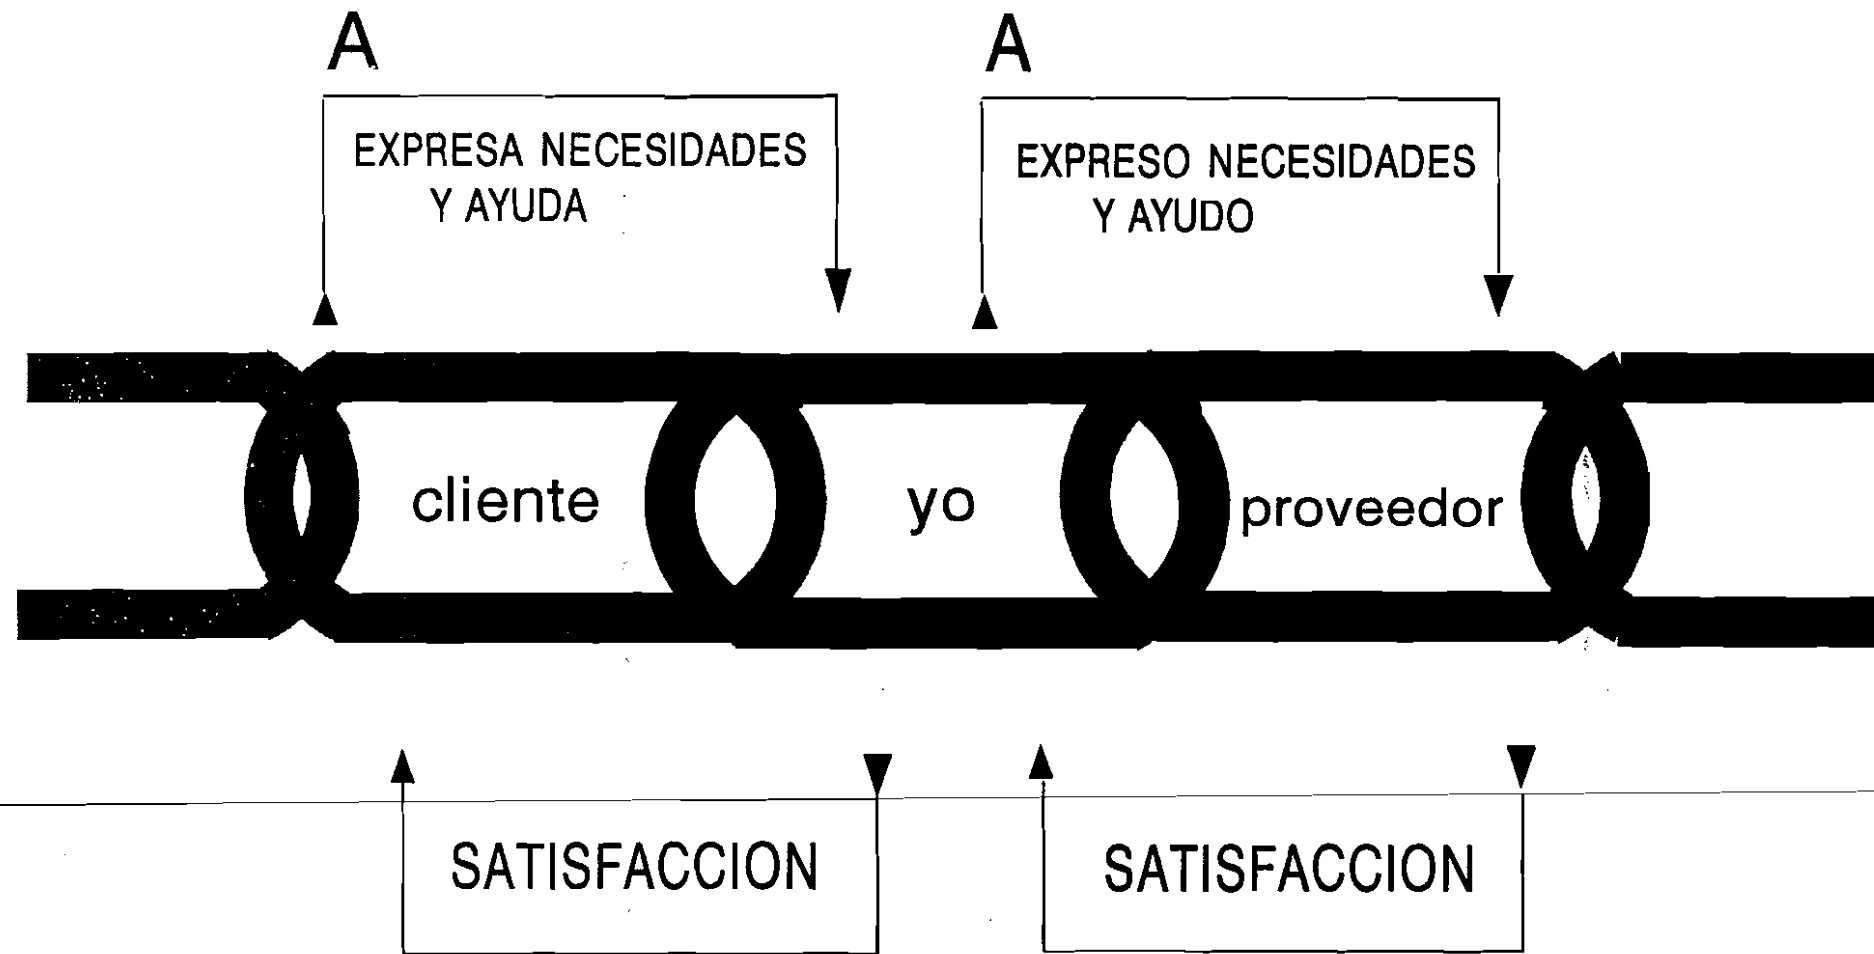 A
A
EXPRESA NECESIDADES
Y AYUDA
EXPRESO NECESIDADES
Y AYUDO
cliente
yo
proveedor
SATISFACCION
SATISFACCION